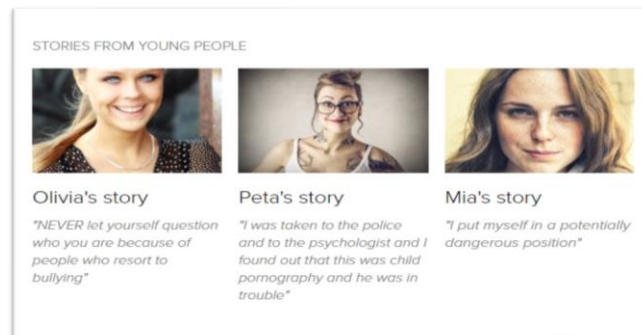 STORIES FROM YOUNG PEOPLE
Olivia's story
"NEVER let yourself question
who you are because of
people who resort to
bullying"
Peta's story
"I was taken to the police
and to the psychologist and I
found out that this was child
pornography and he was in
trouble"
Mia's story
"I put myself in a potentially
dangerous position"